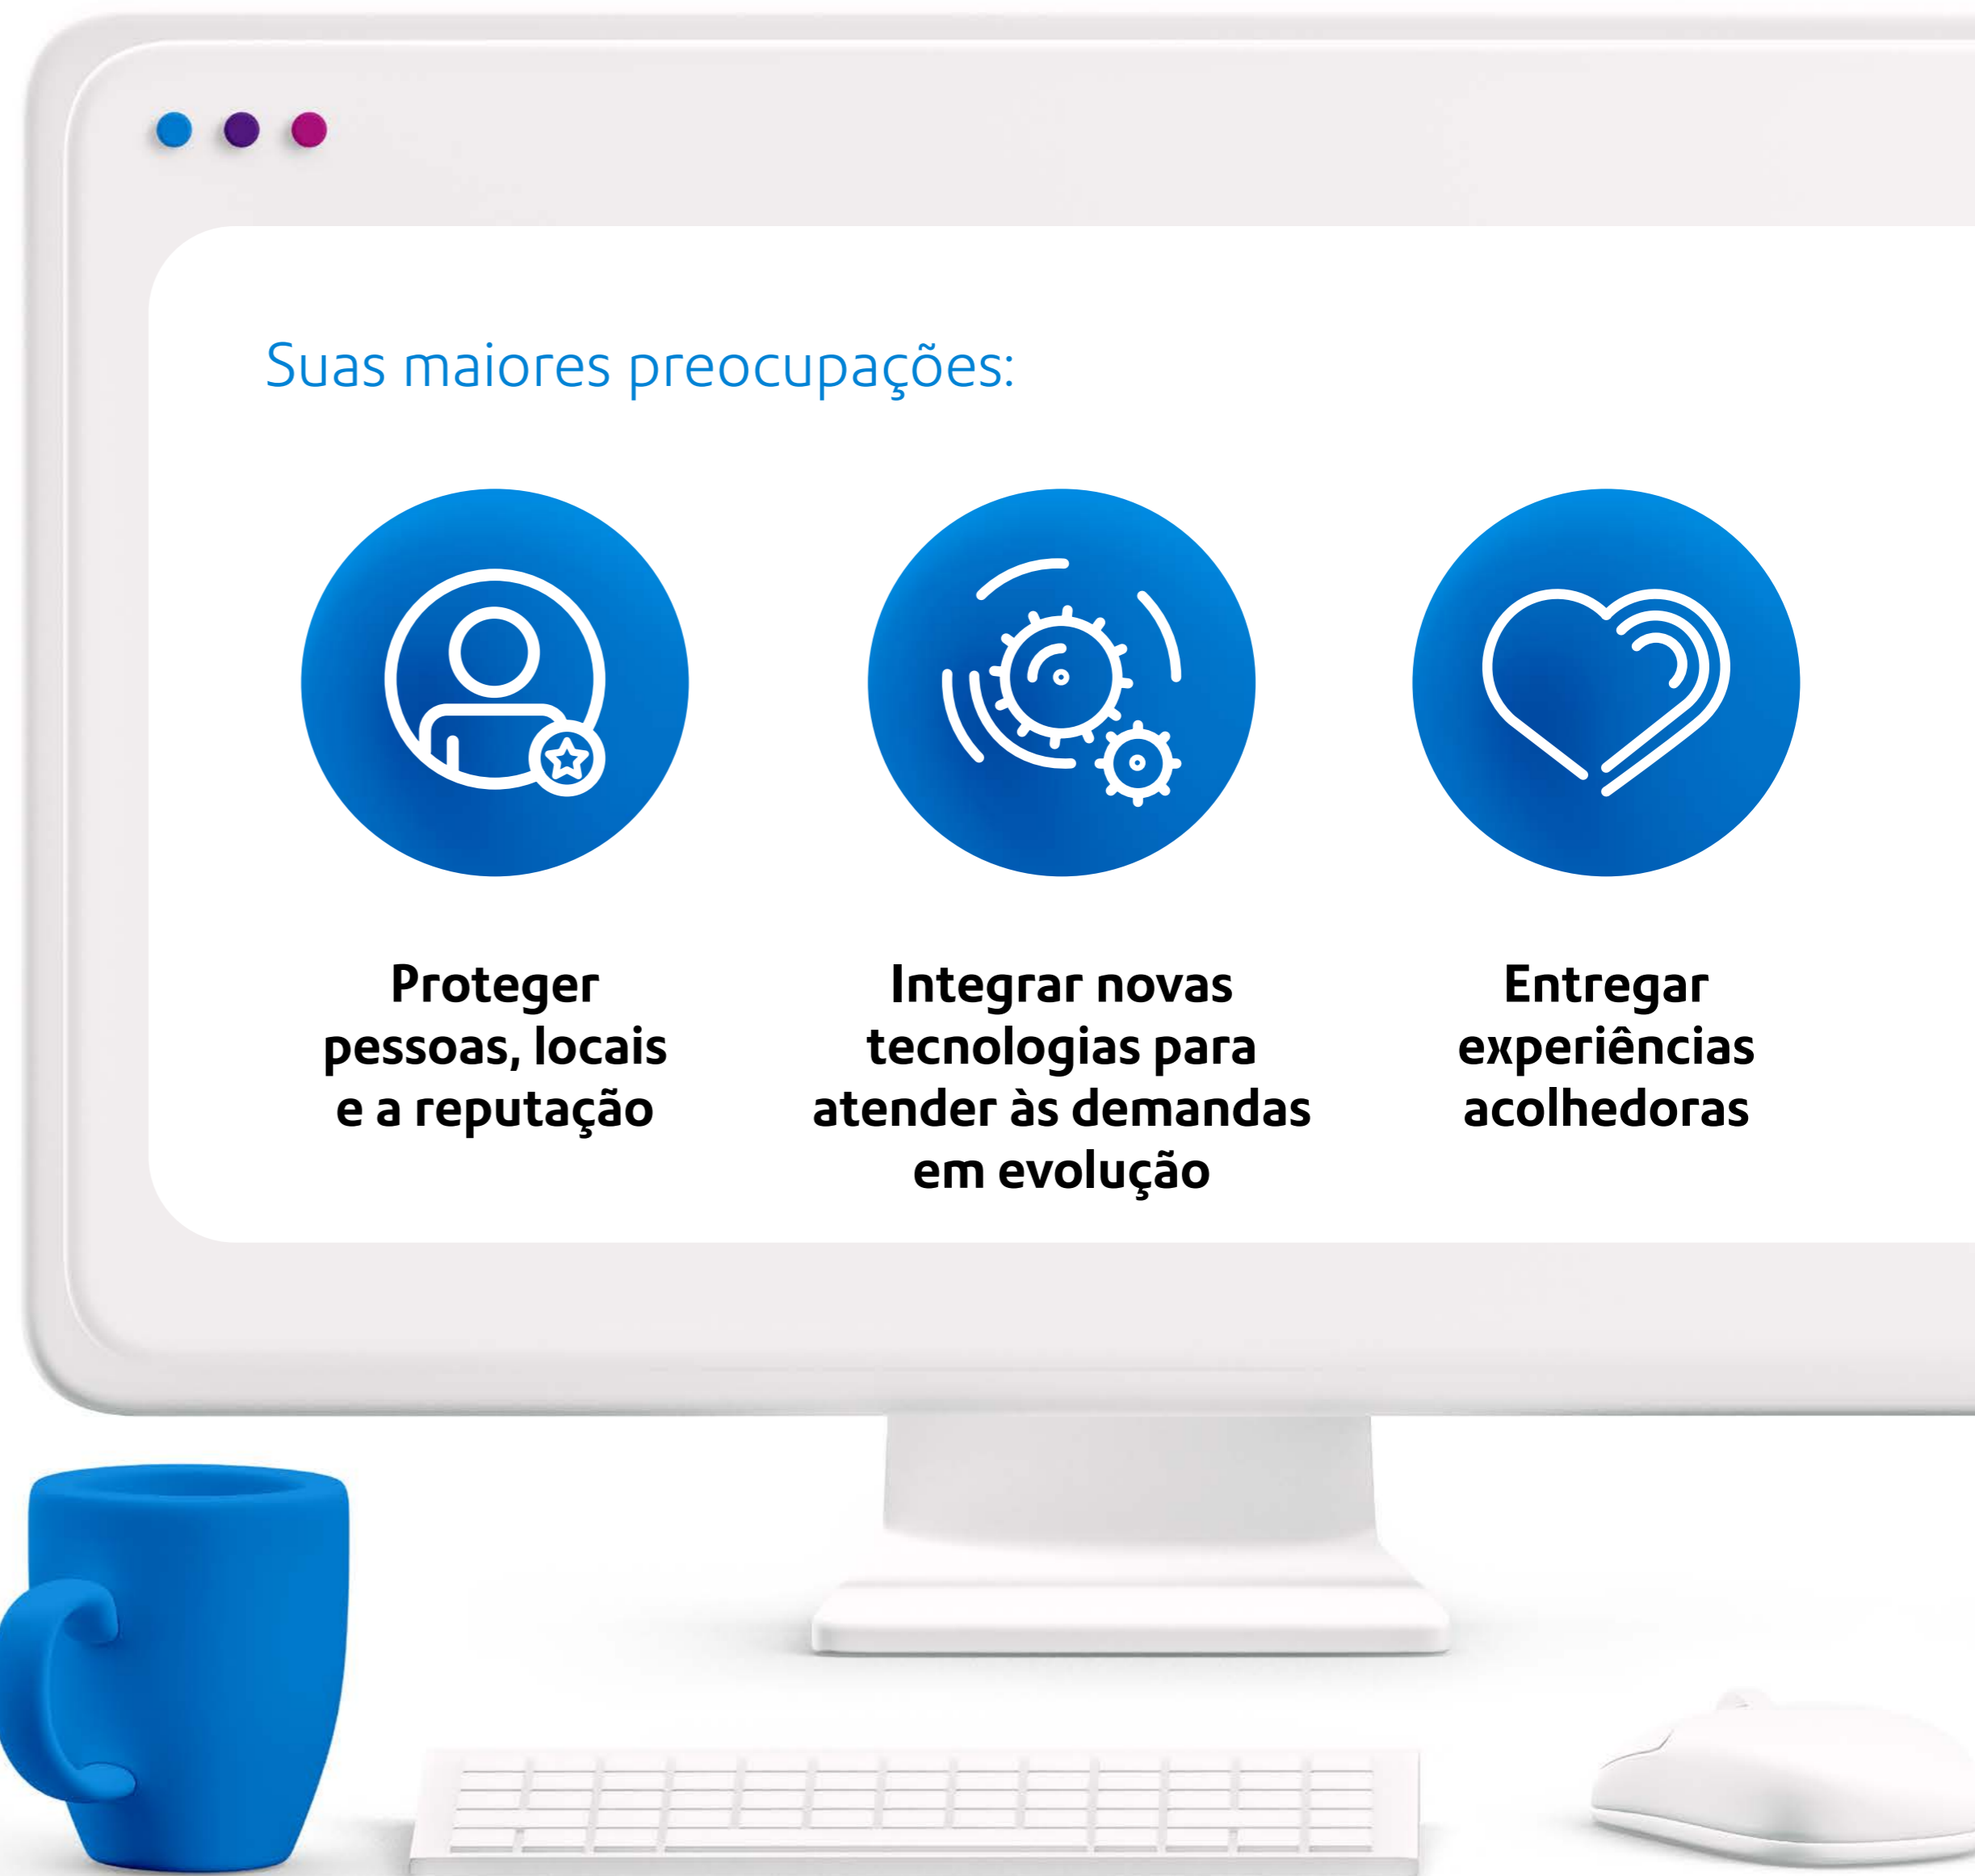 Suas maiores preocupações:
Proteger
pessoas, locais
e a reputação
Integrar novas
tecnologias para
atender às demandas
em evolução
Entregar
experiências
acolhedoras